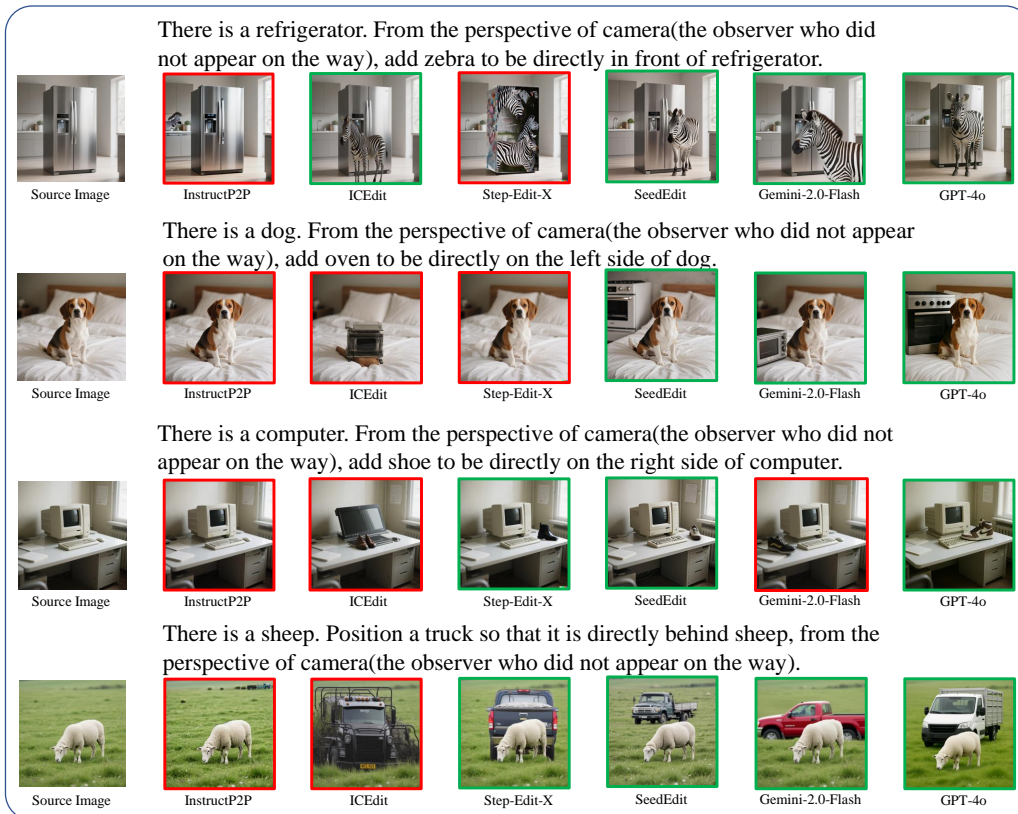 There is a refrigerator. From the perspective of camera(the observer who did
not appear on the way), add zebra to be directly in front of refrigerator.
Source Image InstructP2P ICEdit Step-Edit-X SeedEdit Gemini-2.0-Flash GPT-4o
There is a dog. From the perspective of camera(the observer who did not appear
on the way), add oven to be directly on the left side of dog.
Source Image InstructP2P ICEdit Step-Edit-X SeedEdit Gemini-2.0-Flash GPT-4o
There is a computer. From the perspective of camera(the observer who did not
appear on the way), add shoe to be directly on the right side of computer.
Source Image InstructP2P ICEdit Step-Edit-X SeedEdit Gemini-2.0-Flash GPT-4o
There is a sheep. Position a truck so that it is directly behind sheep, from the
perspective of camera(the observer who did not appear on the way).
Source Image InstructP2P ICEdit Step-Edit-X SeedEdit Gemini-2.0-Flash GPT-4o